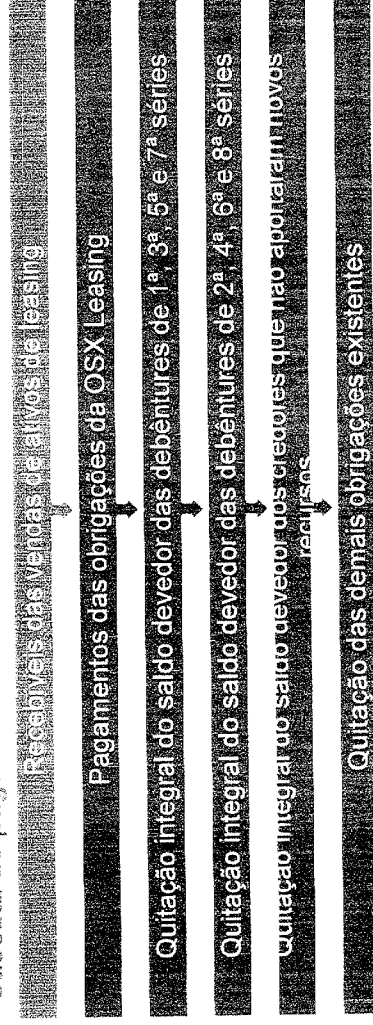 Recebíveis das vendas de ativos de leasing
Pagamentos das obrigações da OSX Leasing
Quitação integral do saldo devedor das debêntures de 1ª, 3ª, 5ª e 7ª séries
Quitação integral do saldo devedor das debêntures de 2ª, 4ª, 6ª e 8ª séries
Quitação integral do saldo devedor dos credores que não aportaram novos
recursos
Quitação das demais obrigações existentes